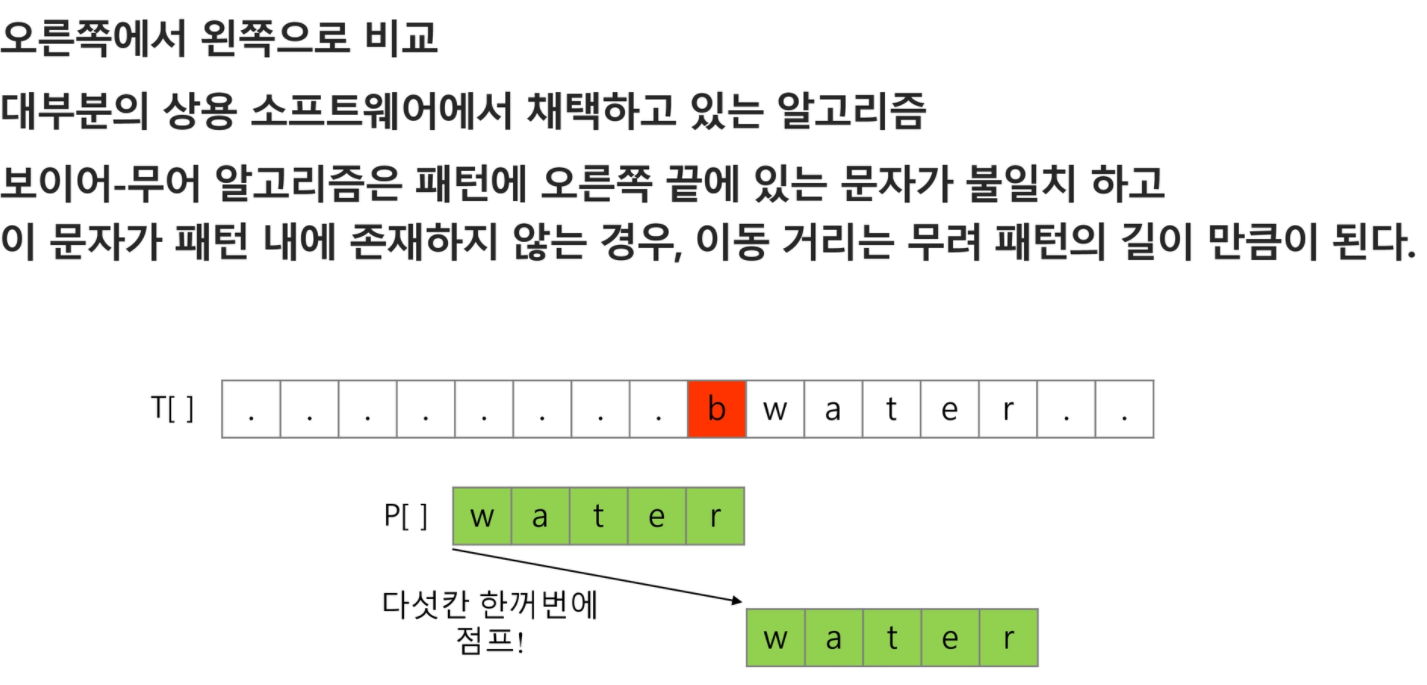 오른쪽에서 왼쪽으로 비교
대부분의 상용 소프트웨어에서 채택하고 있는 알고리즘
보이어-무어 알고리즘은 패턴에 오른쪽 끝에 있는 문자가 불일치 하고
이 문자가 패턴 내에 존재하지 않는 경우, 이동 거리는 무려 패턴의 길이 만큼이 된다.
T[ ] . . . . . . . . b w a t e r . .
P[ ] w a t e r
다섯칸 한꺼번에
점프!
w a t e r